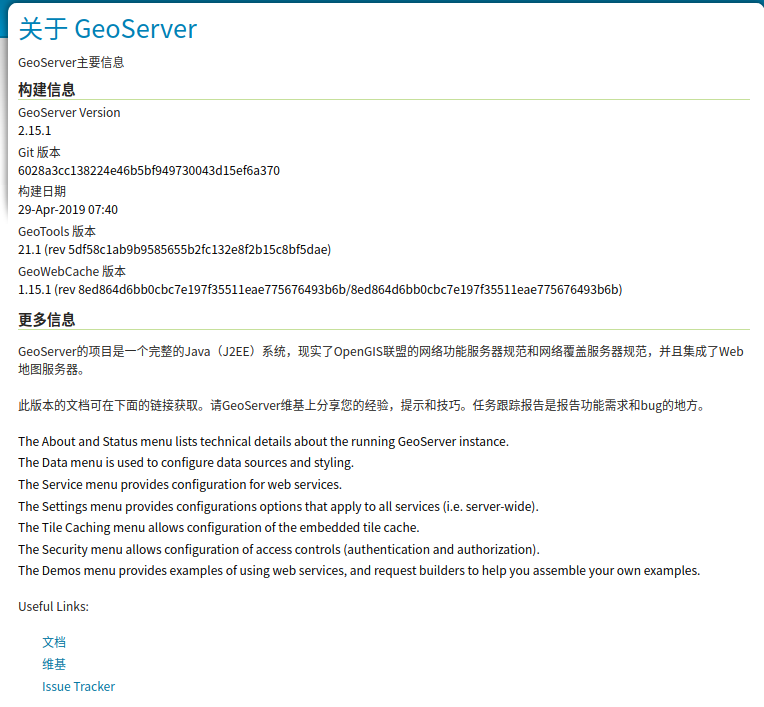 关于 GeoServer
GeoServer主要信息
构建信息
GeoServer Version
2.15.1
Git 版本
6028a3cc138224e46b5bf949730043d15ef6a370
构建日期
29-Apr-2019 07:40
GeoTools 版本
21.1 (rev 5df58c1ab9b9585655b2fc132e8f2b15c8bf5dae)
GeoWebCache 版本
1.15.1 (rev 8ed864d6bb0cbc7e197f35511eae775676493b6b/8ed864d6bb0cbc7e197f35511eae775676493b6b)
更多信息
GeoServer的项目是一个完整的Java（J2EE）系统，现实了OpenGIS联盟的网络功能服务器规范和网络覆盖服务器规范，并且集成了Web
地图服务器。
此版本的文档可在下面的链接获取。请GeoServer维基上分享您的经验，提示和技巧。任务跟踪报告是报告功能需求和bug的地方。
The About and Status menu lists technical details about the running GeoServer instance.
The Data menu is used to configure data sources and styling.
The Service menu provides configuration for web services.
The Settings menu provides configurations options that apply to all services (i.e. server-wide).
The Tile Caching menu allows configuration of the embedded tile cache.
The Security menu allows configuration of access controls (authentication and authorization).
The Demos menu provides examples of using web services, and request builders to help you assemble your own examples.
Useful Links:
文档
维基
Issue Tracker